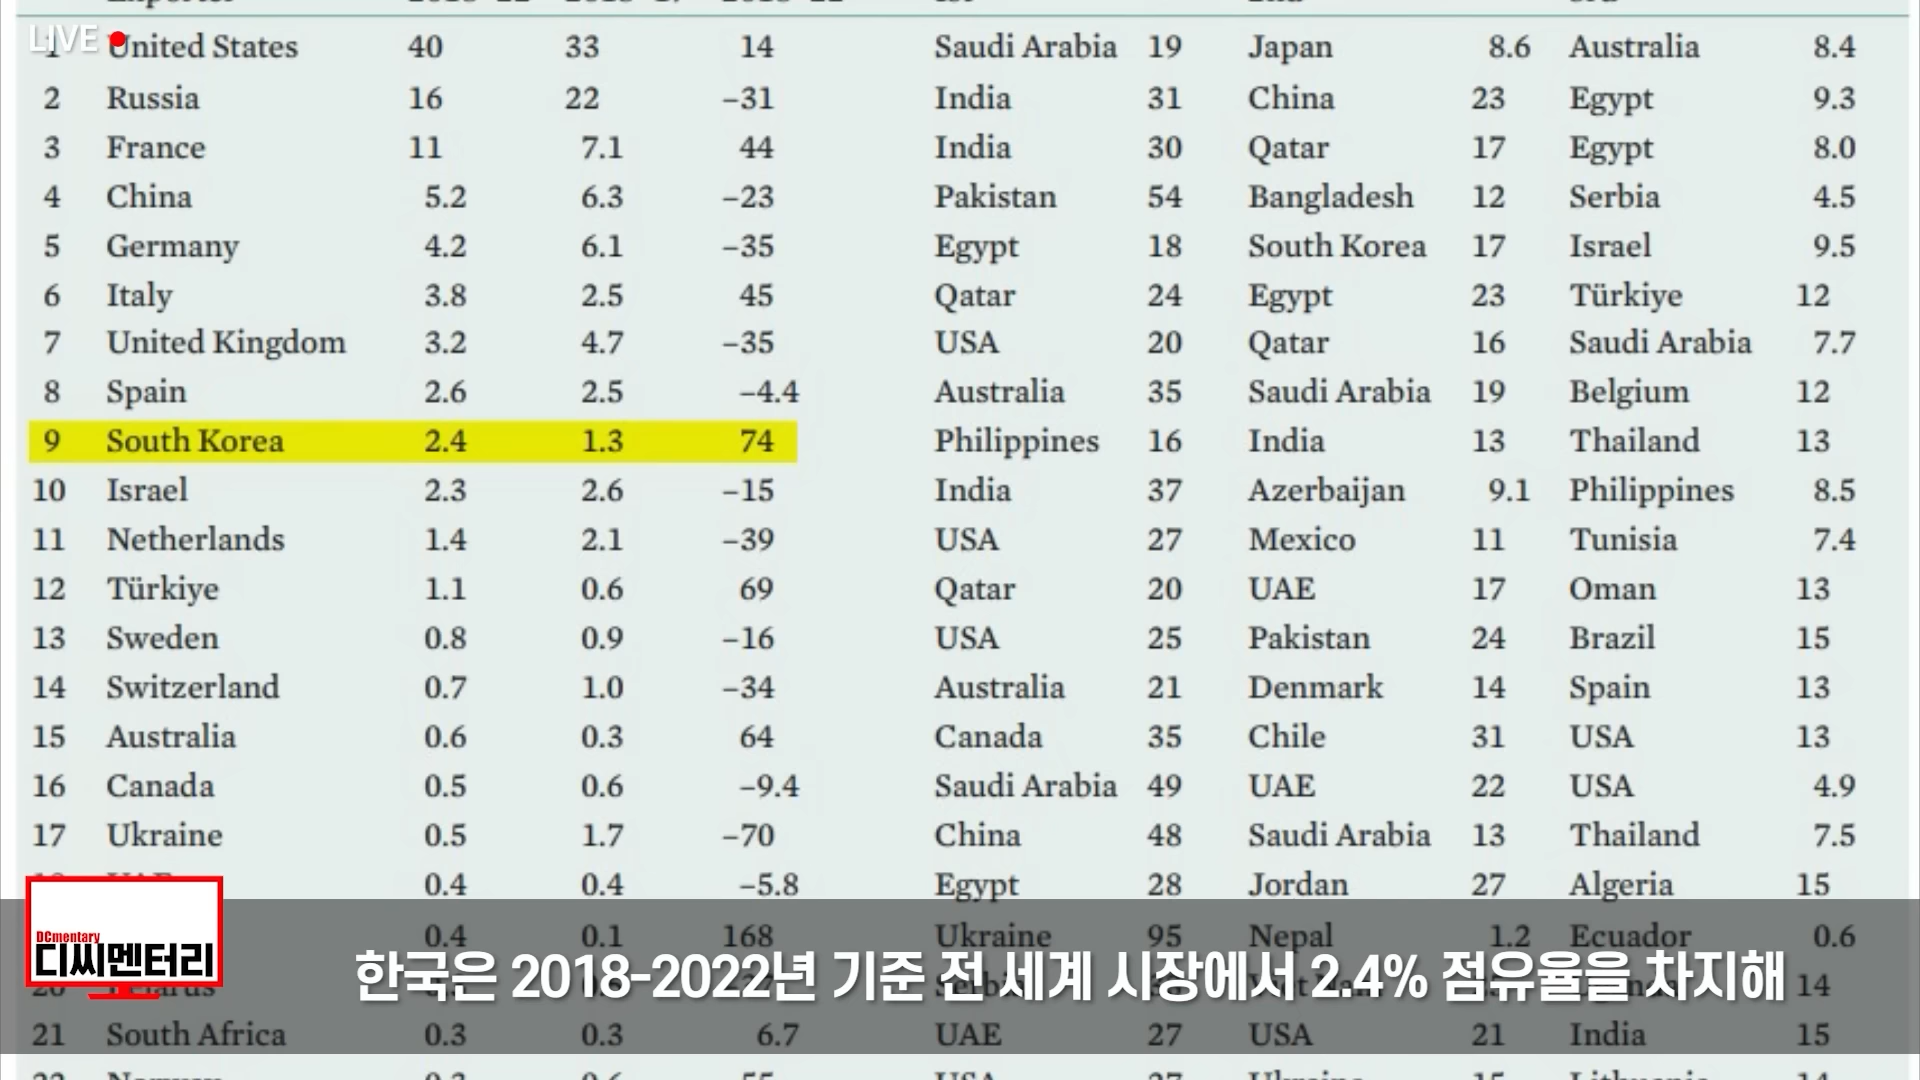 LIVE
1 United States 40 33 14 Saudi Arabia 19 Japan 8.6 Australia 8.4
2 Russia 16 22 –31 India 31 China 23 Egypt 9.3
3 France 11 7.1 44 India 30 Qatar 17 Egypt 8.0
4 China 5.2 6.3 –23 Pakistan 54 Bangladesh 12 Serbia 4.5
5 Germany 4.2 6.1 –35 Egypt 18 South Korea 17 Israel 9.5
6 Italy 3.8 2.5 45 Qatar 24 Egypt 23 Türkiye 12
7 United Kingdom 3.2 4.7 –35 USA 20 Qatar 16 Saudi Arabia 7.7
8 Spain 2.6 2.5 –4.4 Australia 35 Saudi Arabia 19 Belgium 12
9 South Korea 2.4 1.3 74 Philippines 16 India 13 Thailand 13
10 Israel 2.3 2.6 –15 India 37 Azerbaijan 9.1 Philippines 8.5
11 Netherlands 1.4 2.1 –39 USA 27 Mexico 11 Tunisia 7.4
12 Türkiye 1.1 0.6 69 Qatar 20 UAE 17 Oman 13
13 Sweden 0.8 0.9 –16 USA 25 Pakistan 24 Brazil 15
14 Switzerland 0.7 1.0 –34 Australia 21 Denmark 14 Spain 13
15 Australia 0.6 0.3 64 Canada 35 Chile 31 USA 13
16 Canada 0.5 0.6 –9.4 Saudi Arabia 49 UAE 22 USA 4.9
17 Ukraine 0.5 1.7 –70 China 48 Saudi Arabia 13 Thailand 7.5
0.4 0.4 –5.8 Egypt 28 Jordan 27 Algeria 15
0.4 0.1 168 Ukraine 95 Nepal 1.2 Ecuador 0.6
DCmentary
디씨멘터리
한국은 2018-2022년 기준 전 세계 시장에서 2.4% 점유율을 차지해
14
21 South Africa 0.3 0.3 6.7 UAE 27 USA 21 India 15